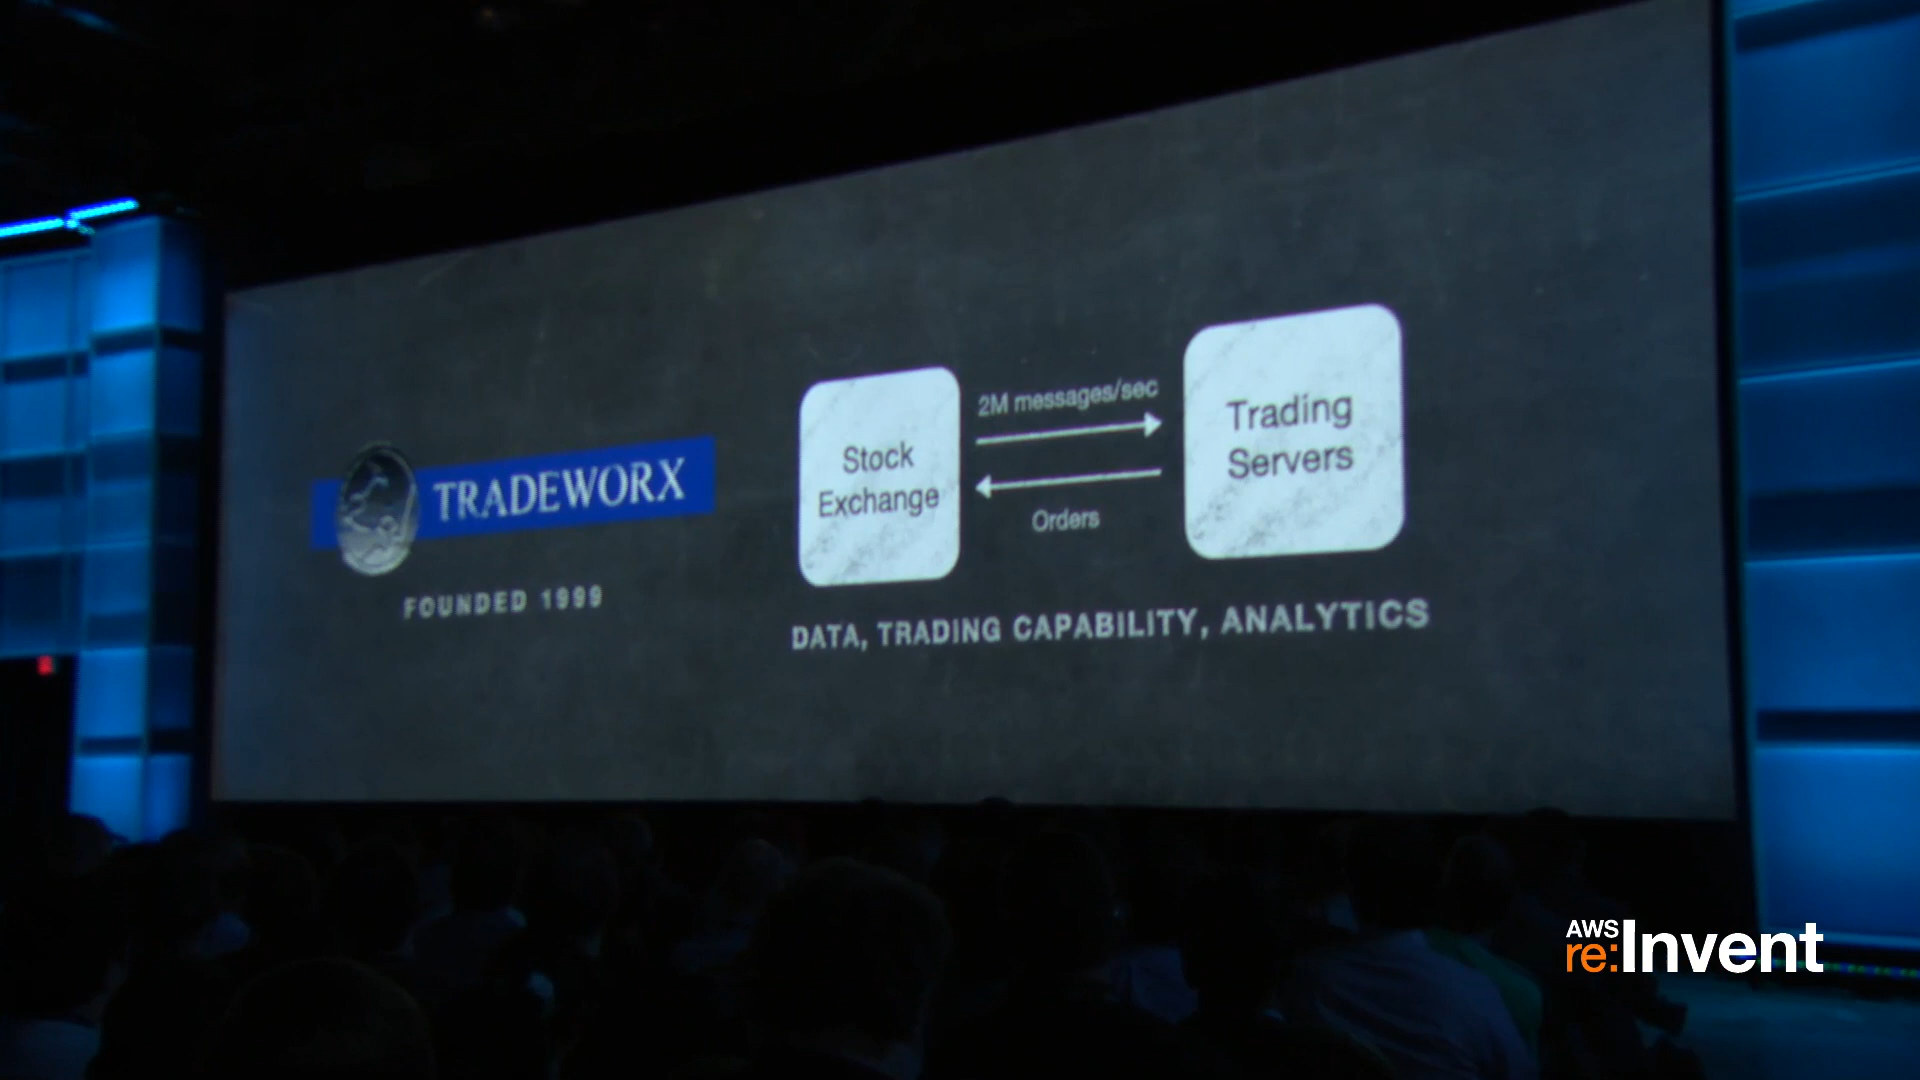 TRADEWORX
FOUNDED 1999
Stock
Exchange
2M messages/sec
Orders
Trading
Servers
DATA, TRADING CAPABILITY, ANALYTICS
AWS
re:Invent